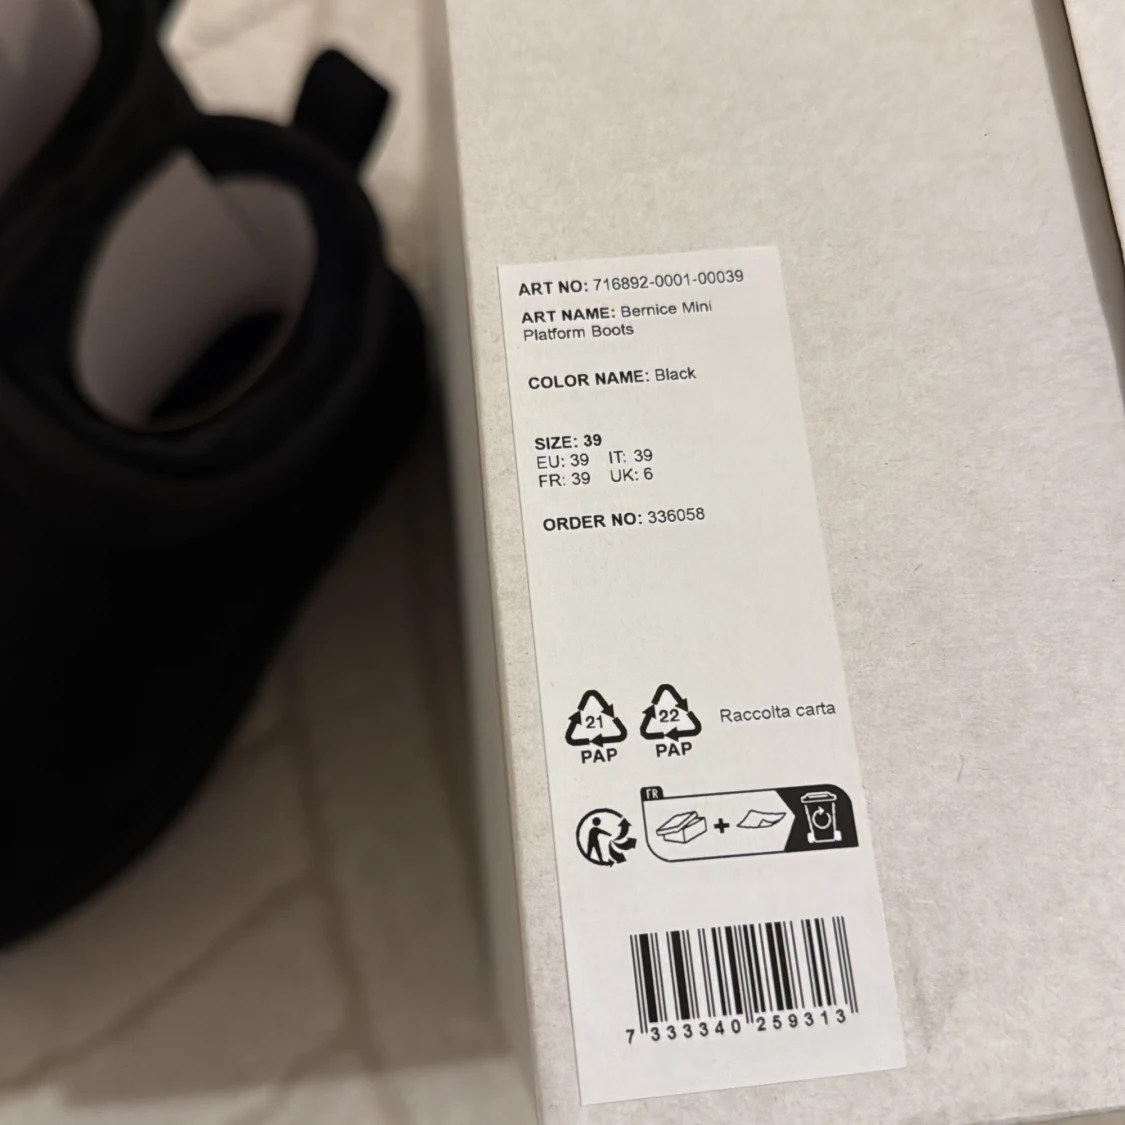 ART NO: 716892-0001-00039
ART NAME: Bernice Mini
Platform Boots
COLOR NAME: Black
SIZE: 39
EU: 39 IT: 39
FR: 39 UK: 6
ORDER NO: 336058
21 22 Raccolta carta
PAP PAP
FR
+
7 333340 259313